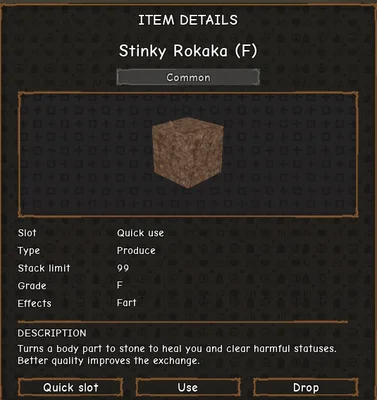 ITEM DETAILS
Stinky Rokaka (F)
Common
Slot Quick use
Type Produce
Stack limit 99
Grade F
Effects Fart
DESCRIPTION
Turns a body part to stone to heal you and clear harmful statuses.
Better quality improves the exchange.
Quick slot Use Drop